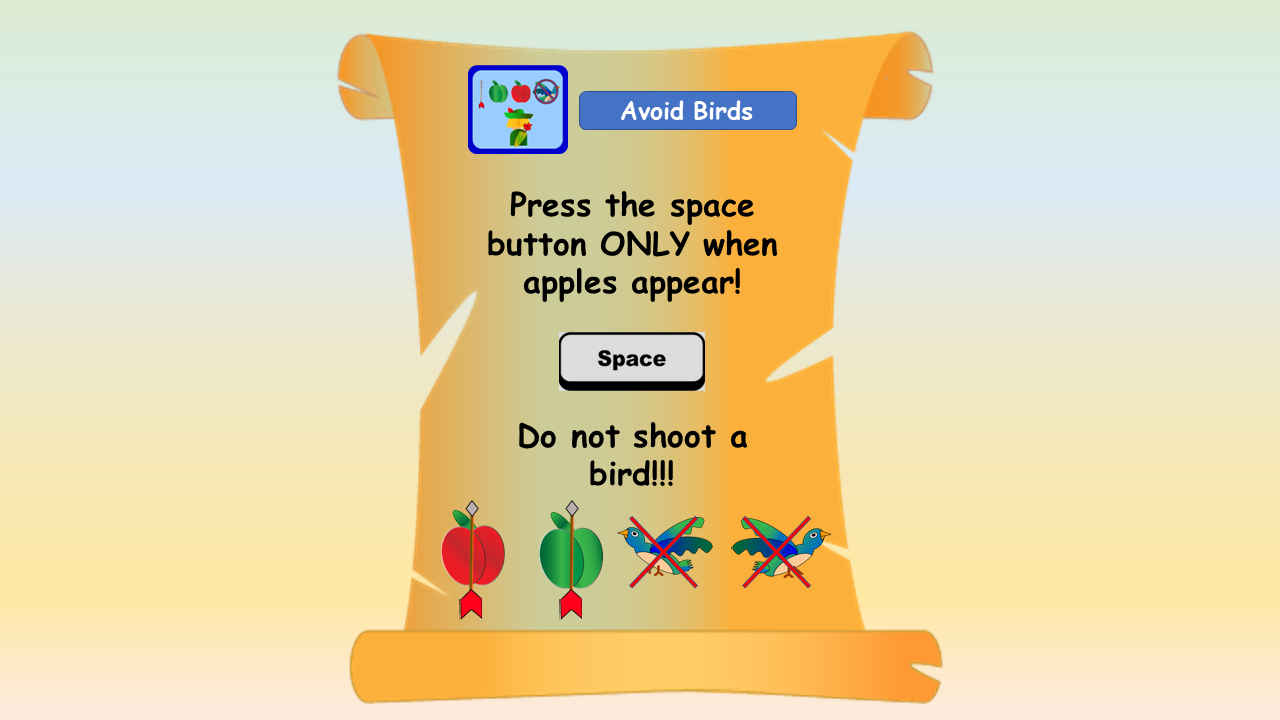 Avoid Birds
Press the space
button ONLY when
apples appear!
Space
Do not shoot a
bird!!!